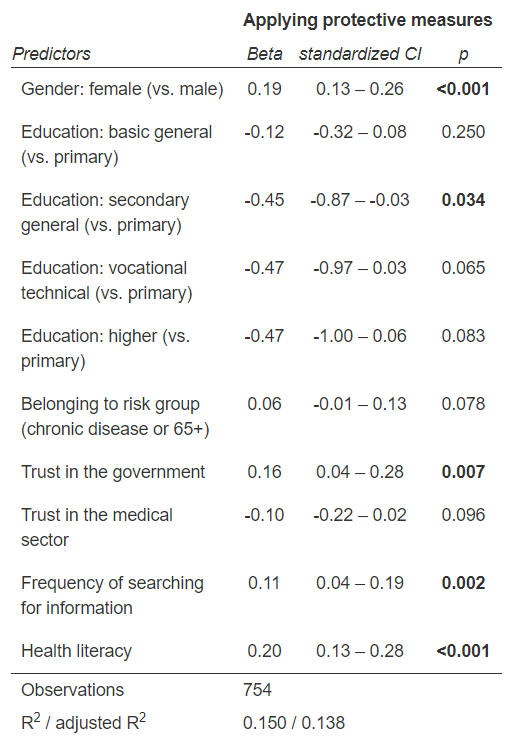 Applying protective measures
Predictors Beta standardized CI p
Gender: female (vs. male) 0.19 0.13 – 0.26 <0.001
Education: basic general -0.12 -0.32 – 0.08 0.250
(vs. primary)
Education: secondary -0.45 -0.87 – -0.03 0.034
general (vs. primary)
Education: vocational -0.47 -0.97 – 0.03 0.065
technical (vs. primary)
Education: higher (vs. -0.47 -1.00 – 0.06 0.083
primary)
Belonging to risk group 0.06 -0.01 – 0.13 0.078
(chronic disease or 65+)
Trust in the government 0.16 0.04 – 0.28 0.007
Trust in the medical -0.10 -0.22 – 0.02 0.096
sector
Frequency of searching 0.11 0.04 – 0.19 0.002
for information
Health literacy 0.20 0.13 – 0.28 <0.001
Observations 754
R² / adjusted R² 0.150 / 0.138